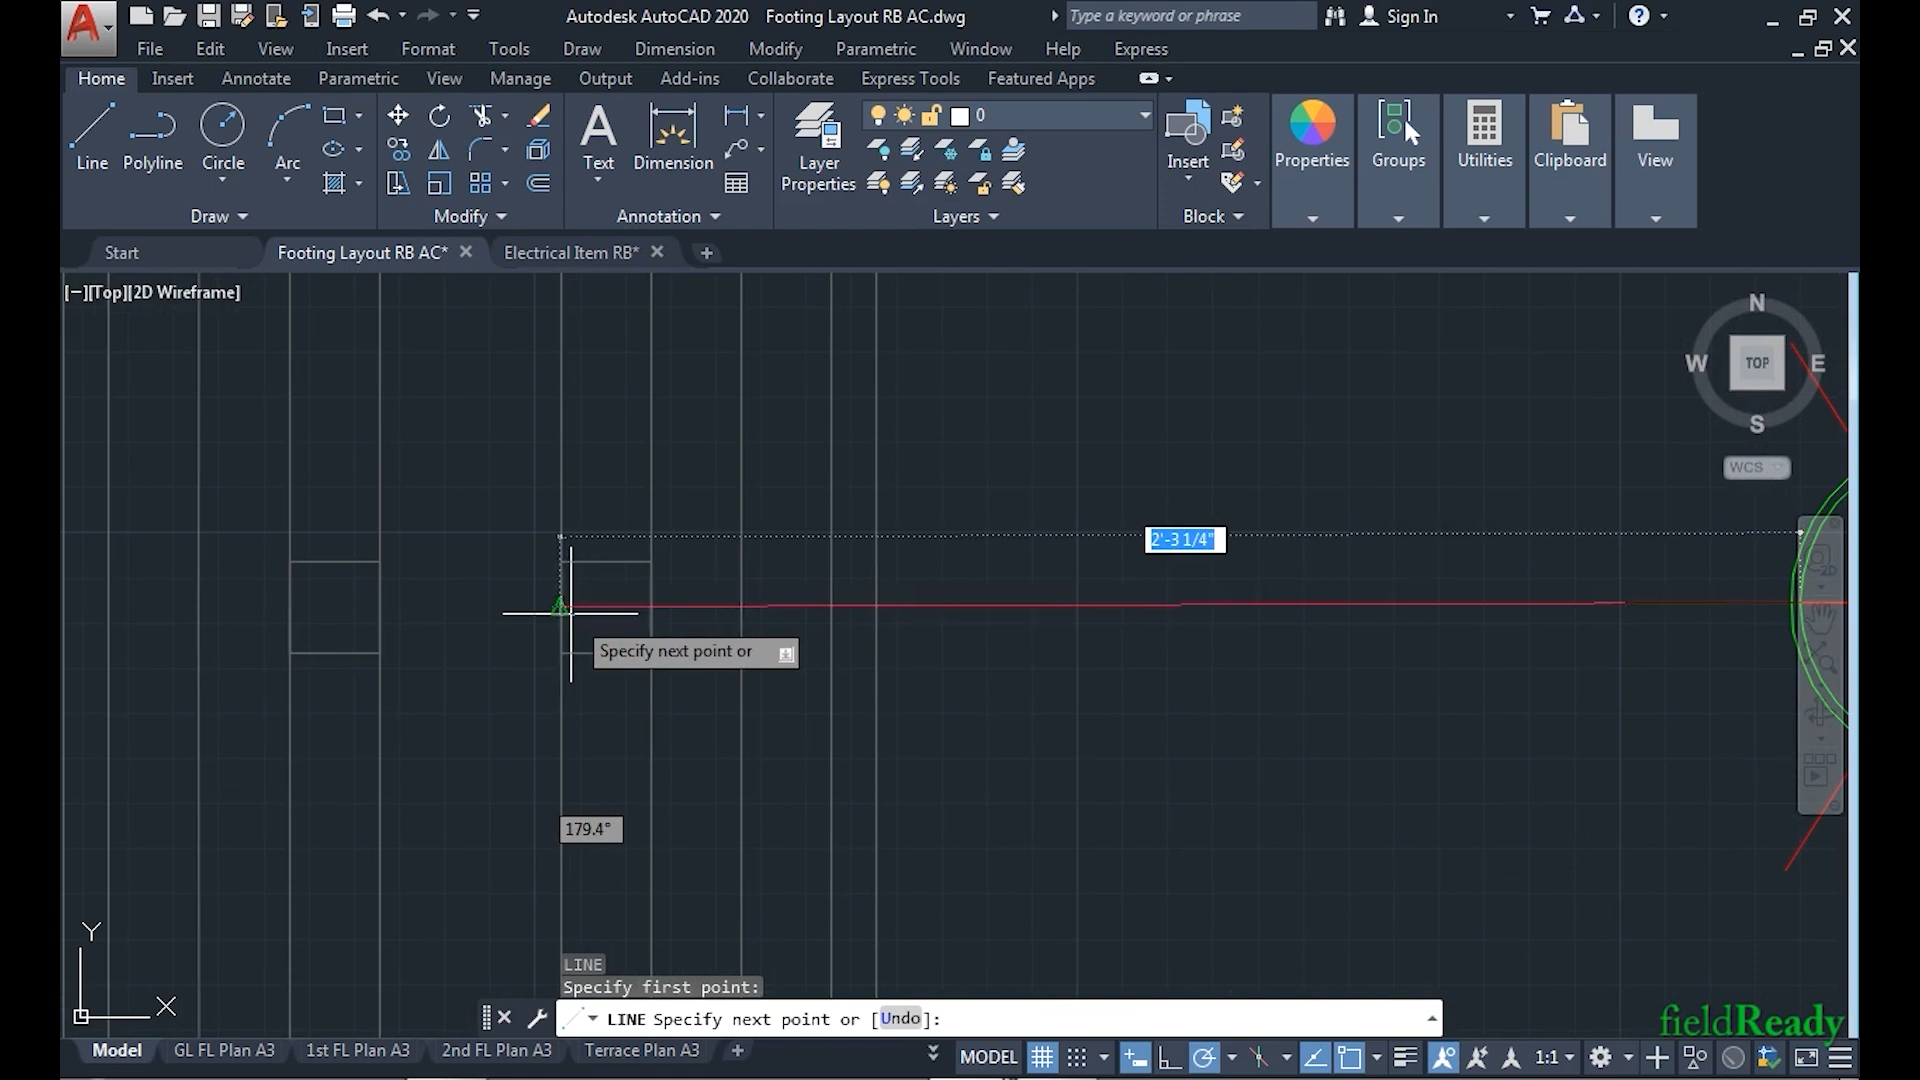 Autodesk AutoCAD 2020 Footing Layout RB AC.dwg
Type a keyword or phrase
Sign In
File Edit View Insert Format Tools Draw Dimension Modify Parametric Window Help Express
Home Insert Annotate Parametric View Manage Output Add-ins Collaborate Express Tools Featured Apps
Line Polyline Circle Arc
Text Dimension
Layer Properties
0
Insert
Properties Groups Utilities Clipboard View
Draw Modify Annotation Layers Block
Start
Footing Layout RB AC*
Electrical Item RB*
[−][Top][2D Wireframe]
N
W TOP E
S
WCS
2'-3 1/4"
2D
Specify next point or
179.4°
Y
X
LINE
Specify first point:
LINE Specify next point or [Undo]:
fieldReady
Model GL FL Plan A3 1st FL Plan A3 2nd FL Plan A3 Terrace Plan A3
MODEL 1:1